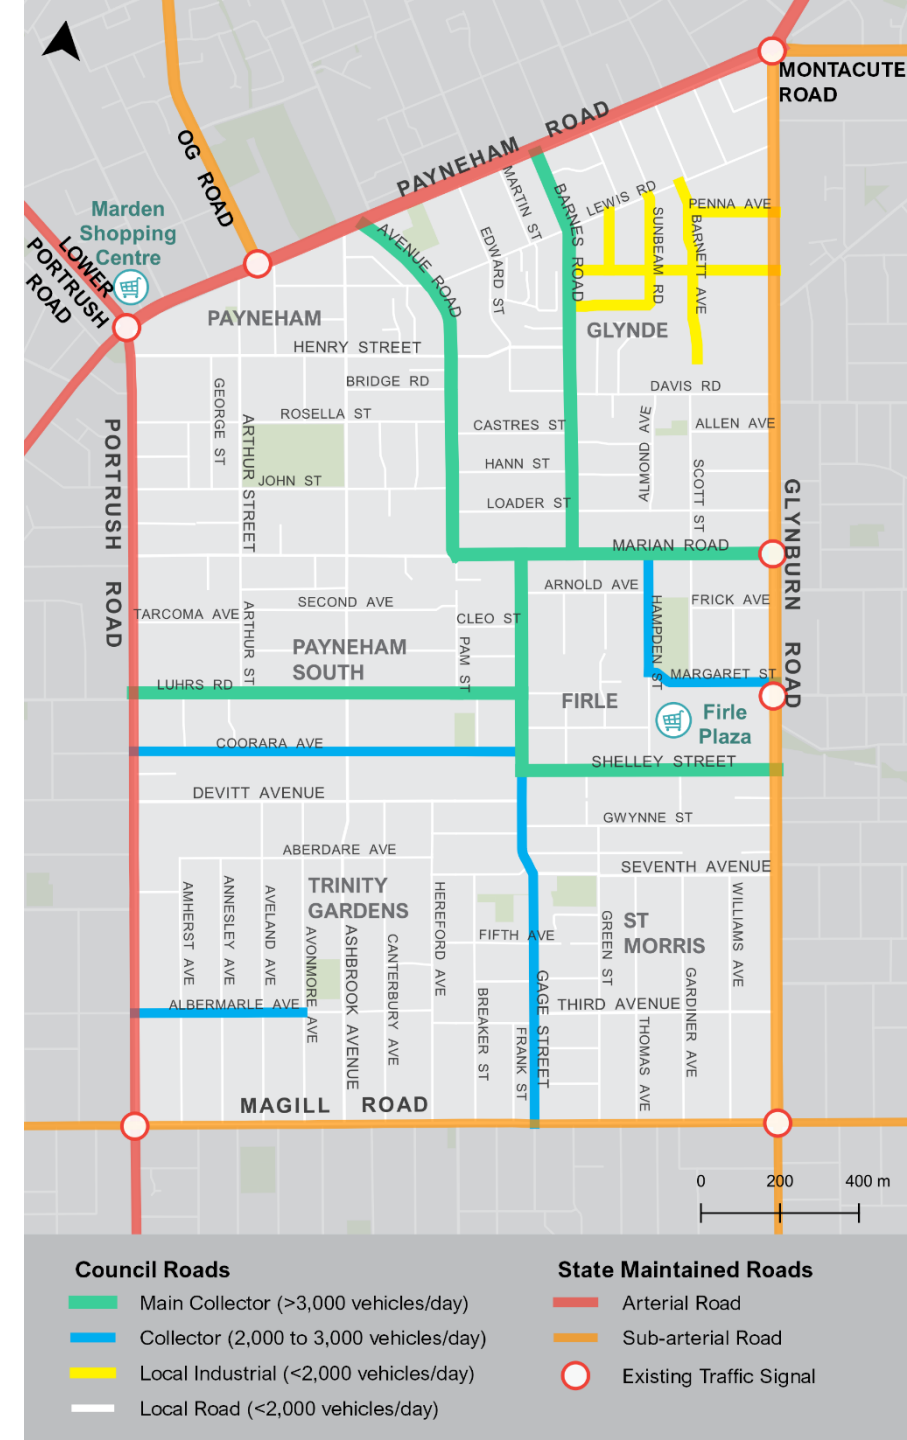 MONTACUTE
ROAD
OG ROAD
PAYNEHAM ROAD
Marden
Shopping
Centre
LOWER
PORTRUSH
ROAD
AVENUE ROAD
MARTIN ST
EDWARD ST
BARNES ROAD
LEWIS RD
SUNBEAM RD
BARNETT AVE
PENNA AVE
PAYNEHAM
GLYNDE
HENRY STREET
BRIDGE RD
GEORGE ST
ROSELLA ST
ARTHUR STREET
JOHN ST
DAVIS RD
CASTRES ST
ALMOND AVE
ALLEN AVE
HANN ST
SCOTT ST
LOADER ST
PORTRUSH ROAD
GLYNBURN ROAD
MARIAN ROAD
ARNOLD AVE
HAMPDEN ST
FRICK AVE
SECOND AVE
TARCOMA AVE
ARTHUR ST
CLEO ST
PAM ST
PAYNEHAM
SOUTH
MARGARET ST
LUHRS RD
FIRLE
Firle
Plaza
COORARA AVE
SHELLEY STREET
DEVITT AVENUE
GWYNNE ST
ABERDARE AVE
SEVENTH AVENUE
TRINITY
GARDENS
AMHERST AVE
ANNESLEY AVE
AVELAND AVE
AVONMORE AVE
ASHBROOK AVENUE
CANTERBURY AVE
HEREFORD AVE
FIFTH AVE
GREEN ST
ST
MORRIS
WILLIAMS AVE
GARDINER AVE
GAGE STREET
BREAKER ST
FRANK ST
THIRD AVENUE
THOMAS AVE
ALBERMARLE AVE
MAGILL ROAD
0 200 400 m
Council Roads
Main Collector (>3,000 vehicles/day)
Collector (2,000 to 3,000 vehicles/day)
Local Industrial (<2,000 vehicles/day)
Local Road (<2,000 vehicles/day)
State Maintained Roads
Arterial Road
Sub-arterial Road
Existing Traffic Signal